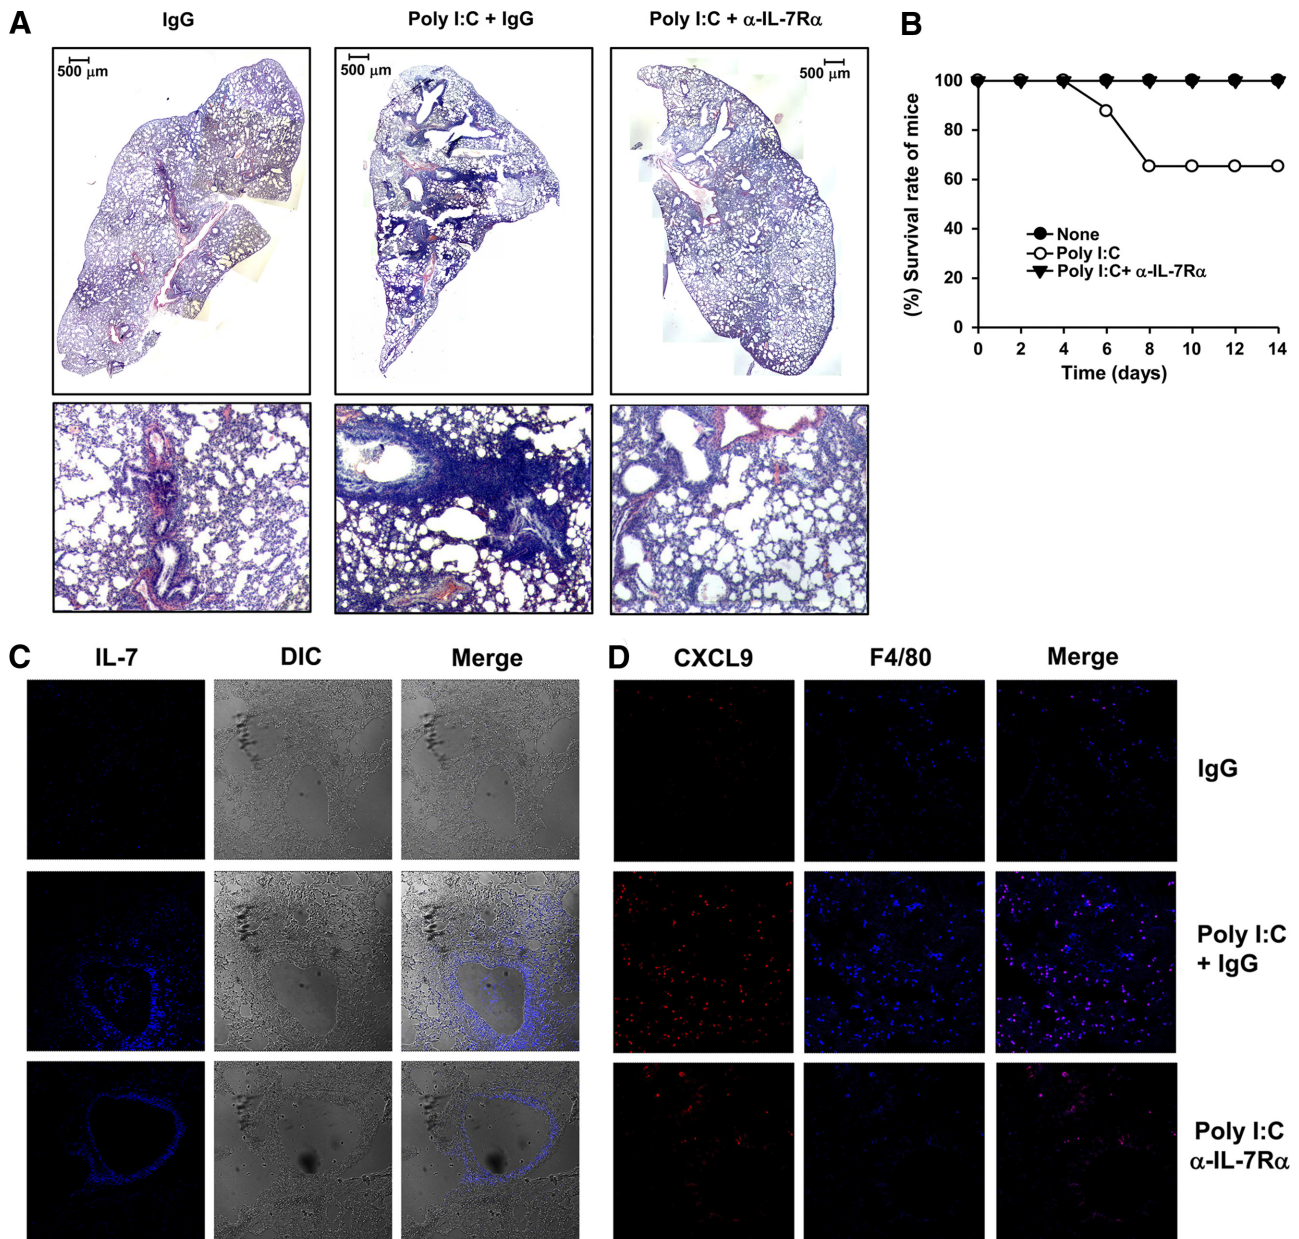 A
IgG
Poly I:C + IgG
Poly I:C + α-IL-7Rα
500 μm
500 μm
500 μm
B
(%) Survival rate of mice
100
80
60
40
20
0
None
Poly I:C
Poly I:C+ α-IL-7Rα
0 2 4 6 8 10 12 14
Time (days)
C
IL-7
DIC
Merge
D
CXCL9
F4/80
Merge
IgG
Poly I:C
+ IgG
Poly I:C
α-IL-7Rα